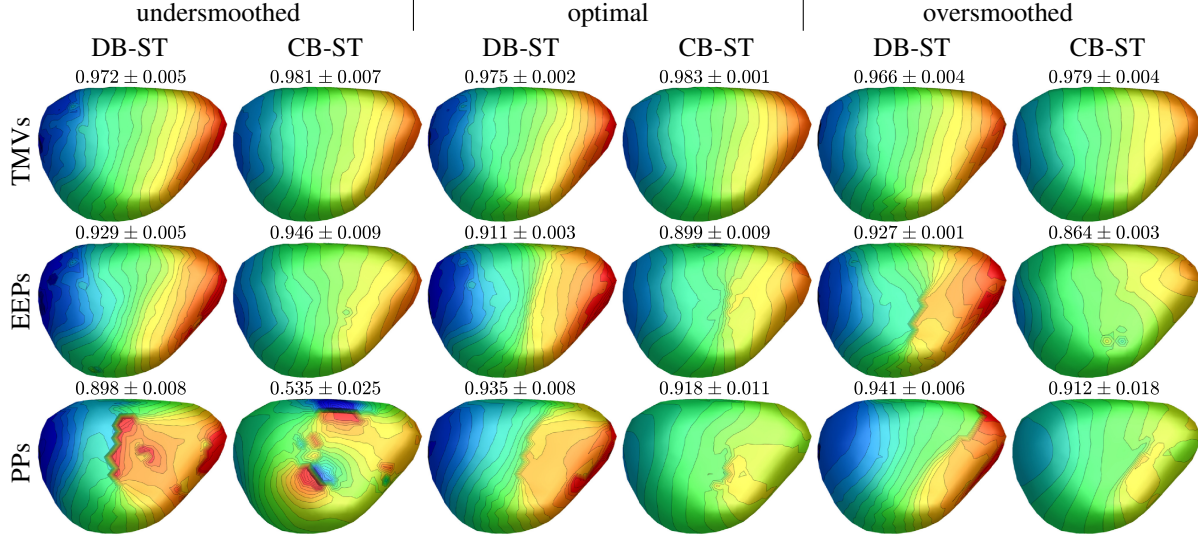 undersmoothed optimal oversmoothed
DB-ST CB-ST DB-ST CB-ST DB-ST CB-ST
0.972 ± 0.005 0.981 ± 0.007 0.975 ± 0.002 0.983 ± 0.001 0.966 ± 0.004 0.979 ± 0.004
TMVs
0.929 ± 0.005 0.946 ± 0.009 0.911 ± 0.003 0.899 ± 0.009 0.927 ± 0.001 0.864 ± 0.003
EEPs
0.898 ± 0.008 0.535 ± 0.025 0.935 ± 0.008 0.918 ± 0.011 0.941 ± 0.006 0.912 ± 0.018
PPs